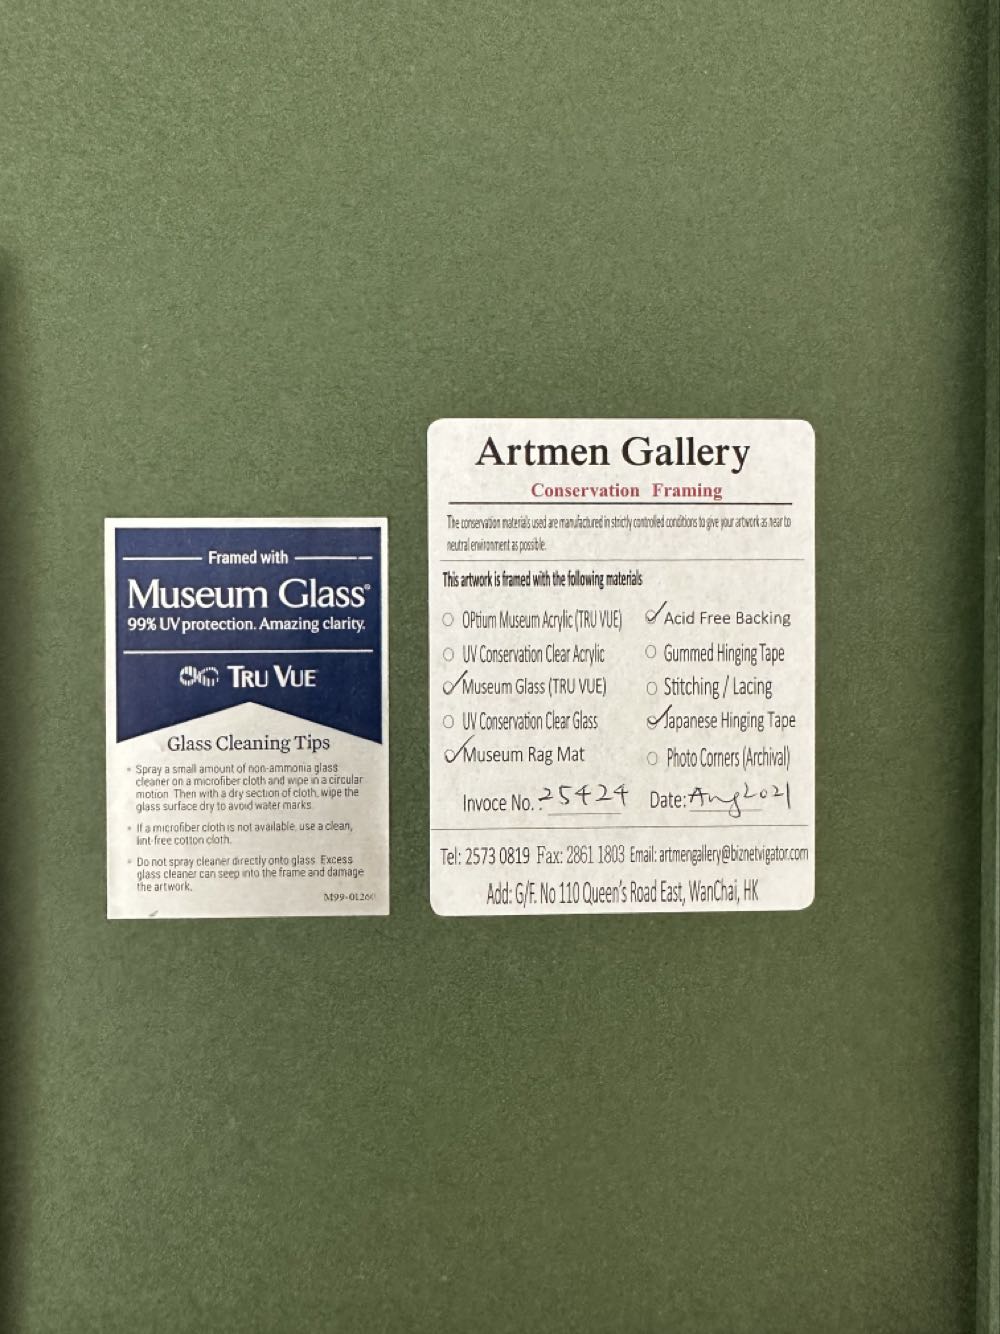 Framed with
Museum Glass®
99% UV protection. Amazing clarity.
TRU VUE
Glass Cleaning Tips
• Spray a small amount of non-ammonia glass
cleaner on a microfiber cloth and wipe in a circular
motion. Then with a dry section of cloth, wipe the
glass surface dry to avoid water marks.
• If a microfiber cloth is not available, use a clean,
lint-free cotton cloth.
• Do not spray cleaner directly onto glass. Excess
glass cleaner can seep into the frame and damage
the artwork.
Artmen Gallery
Conservation Framing
The conservation materials used are manufactured in strictly controlled conditions to give your artwork as near to
neutral environment as possible.
This artwork is framed with the following materials
OPtium Museum Acrylic (TRU VUE)
UV Conservation Clear Acrylic
✓ Museum Glass (TRU VUE)
UV Conservation Clear Glass
✓ Museum Rag Mat
✓ Acid Free Backing
Gummed Hinging Tape
Stitching / Lacing
✓ Japanese Hinging Tape
Photo Corners (Archival)
Invoce No.: 25424 Date: Aug 2021
Tel: 2573 0819 Fax: 2861 1803 Email: artmengallery@biznetvigator.com
Add: G/F. No 110 Queen's Road East, WanChai, HK